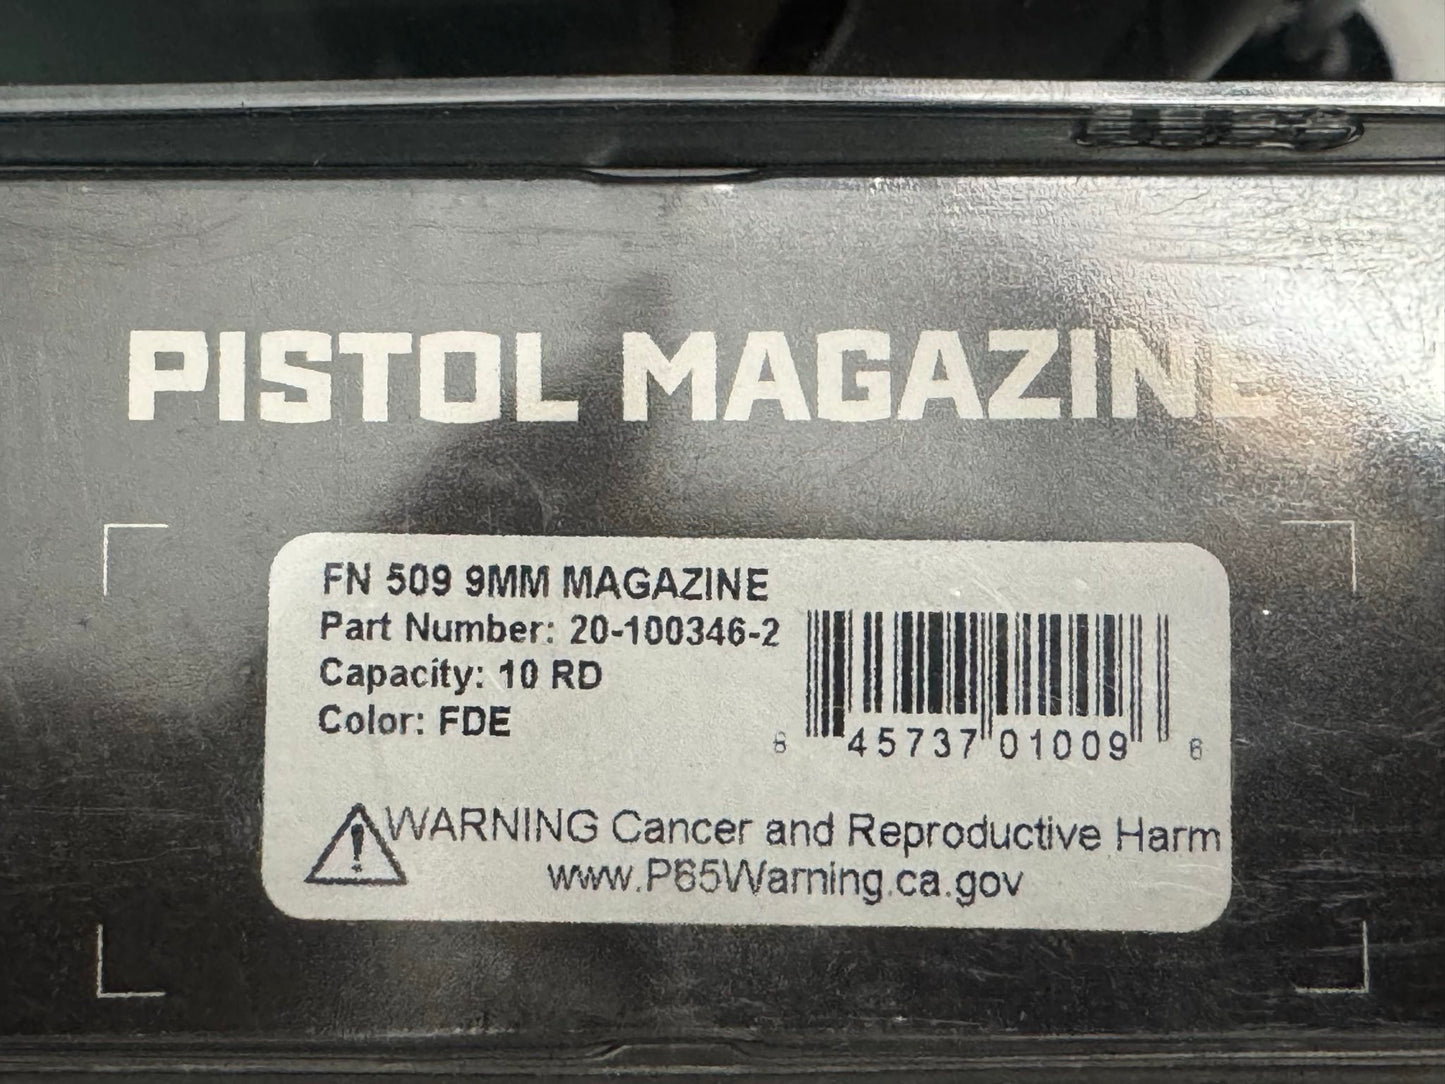 PISTOL MAGAZINE
FN 509 9MM MAGAZINE
Part Number: 20-100346-2
Capacity: 10 RD
Color: FDE
8 45737 01009 6
WARNING Cancer and Reproductive Harm
www.P65Warning.ca.gov